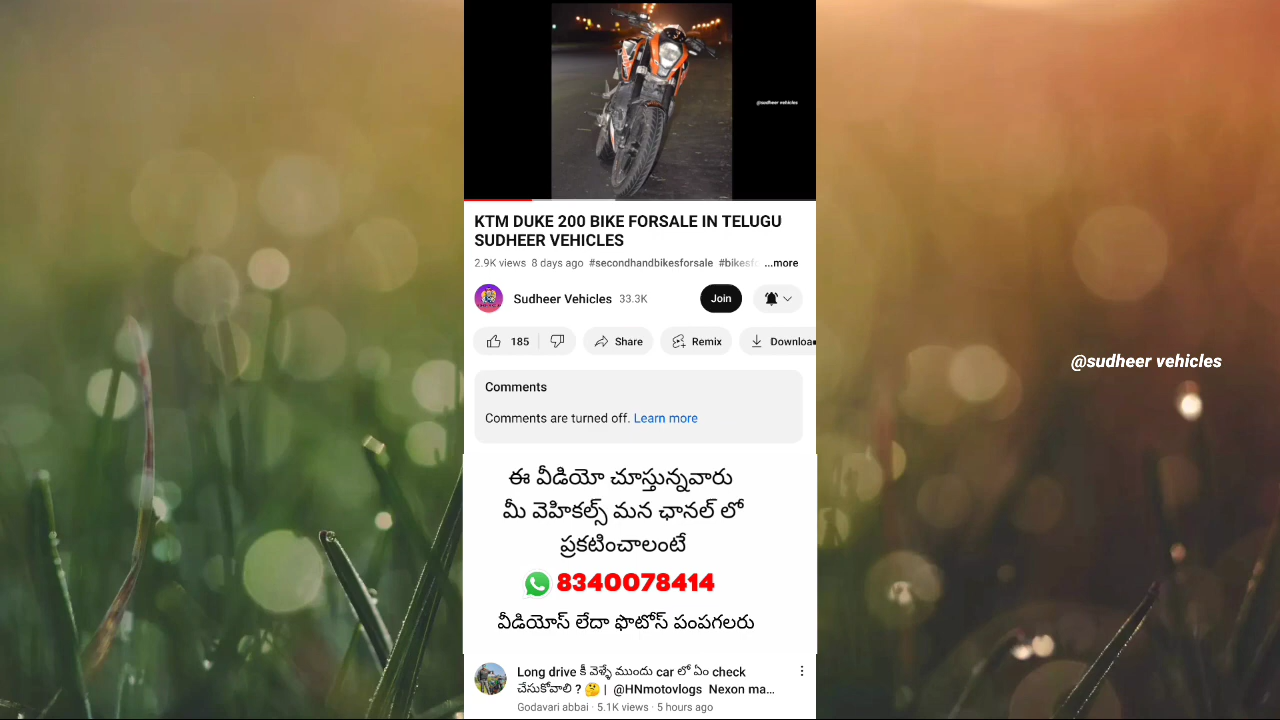 @sudheer vehicles
KTM DUKE 200 BIKE FORSALE IN TELUGU
SUDHEER VEHICLES
2.9K views 8 days ago #secondhandbikesforsale #bikesf ...more
Sudheer Vehicles 33.3K Join
185 Share Remix Downloa
@sudheer vehicles
Comments
Comments are turned off. Learn more
ఈ వీడియో చూస్తున్నవారు
మీ వెహికల్స్ మన ఛానల్ లో
ప్రకటించాలంటే
8340078414
వీడియోస్ లేదా ఫొటోస్ పంపగలరు
Long drive కీ వెళ్ళే ముందు car లో ఏం check
చేసుకోవాలి ? 🤔 | @HNmotovlogs Nexon ma...
Godavari abbai · 5.1K views · 5 hours ago